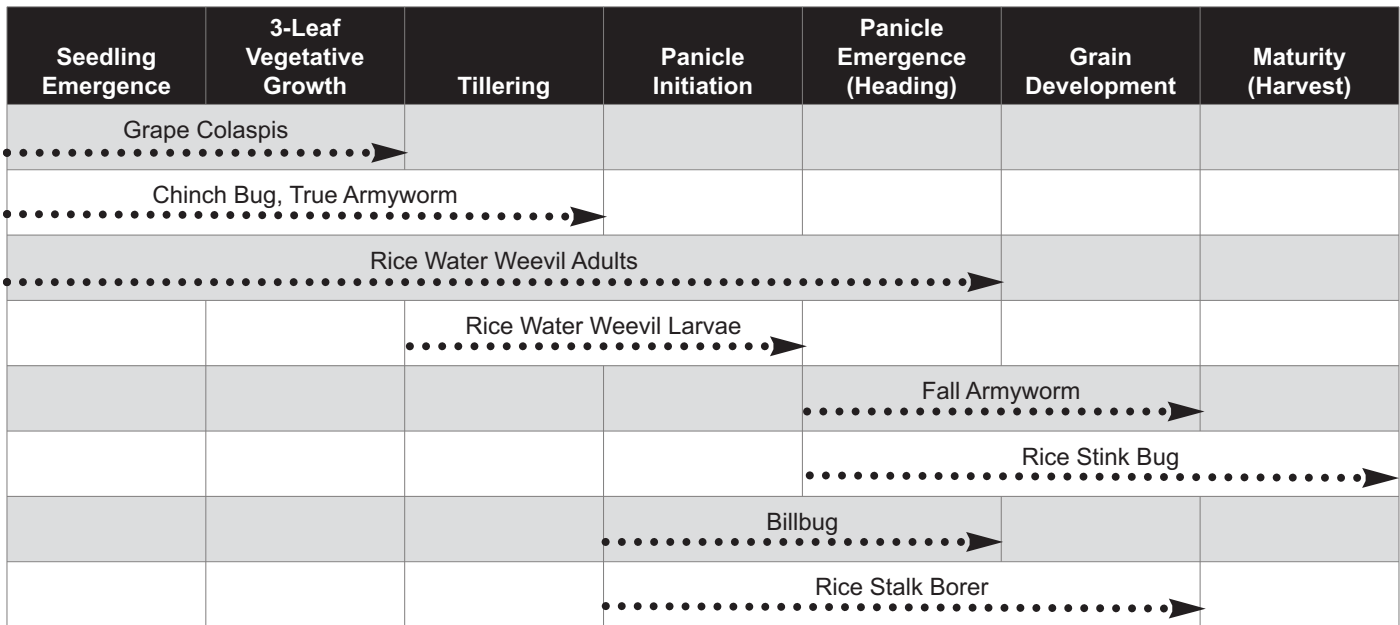 Seedling
Emergence
3-Leaf
Vegetative
Growth
Tillering
Panicle
Initiation
Panicle
Emergence
(Heading)
Grain
Development
Maturity
(Harvest)
Grape Colaspis
Chinch Bug, True Armyworm
Rice Water Weevil Adults
Rice Water Weevil Larvae
Fall Armyworm
Rice Stink Bug
Billbug
Rice Stalk Borer